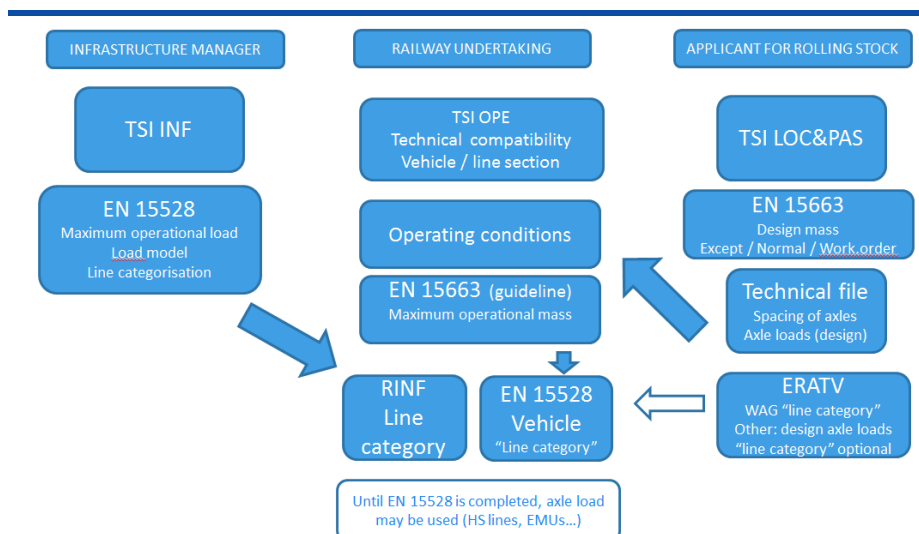 INFRASTRUCTURE MANAGER
RAILWAY UNDERTAKING
APPLICANT FOR ROLLING STOCK
TSI INF
EN 15528
Maximum operational load
Load model
Line categorisation
TSI OPE
Technical compatibility
Vehicle / line section
Operating conditions
EN 15663 (guideline)
Maximum operational mass
RINF
Line
category
EN 15528
Vehicle
“Line category”
TSI LOC&PAS
EN 15663
Design mass
Except / Normal / Work.order
Technical file
Spacing of axles
Axle loads (design)
ERATV
WAG “line category”
Other: design axle loads
“line category” optional
Until EN 15528 is completed, axle load
may be used (HS lines, EMUs...)